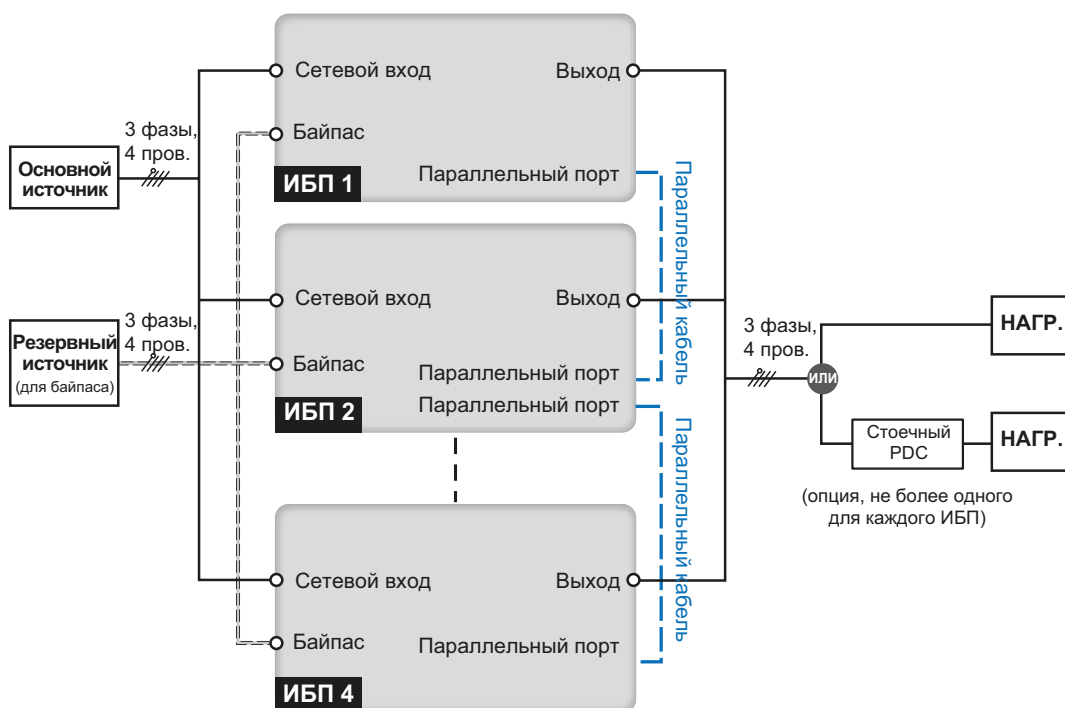 Сетевой вход
Выход
Байпас
Параллельный порт
ИБП 1
3 фазы,
4 пров.
Основной
источник
Параллельный кабель
Сетевой вход
Выход
Байпас
Параллельный порт
Параллельный порт
ИБП 2
3 фазы,
4 пров.
Резервный
источник
(для байпаса)
Параллельный кабель
3 фазы,
4 пров.
ИЛИ
НАГР.
Стоечный
PDC
НАГР.
(опция, не более одного
для каждого ИБП)
Сетевой вход
Выход
Байпас
Параллельный порт
ИБП 4